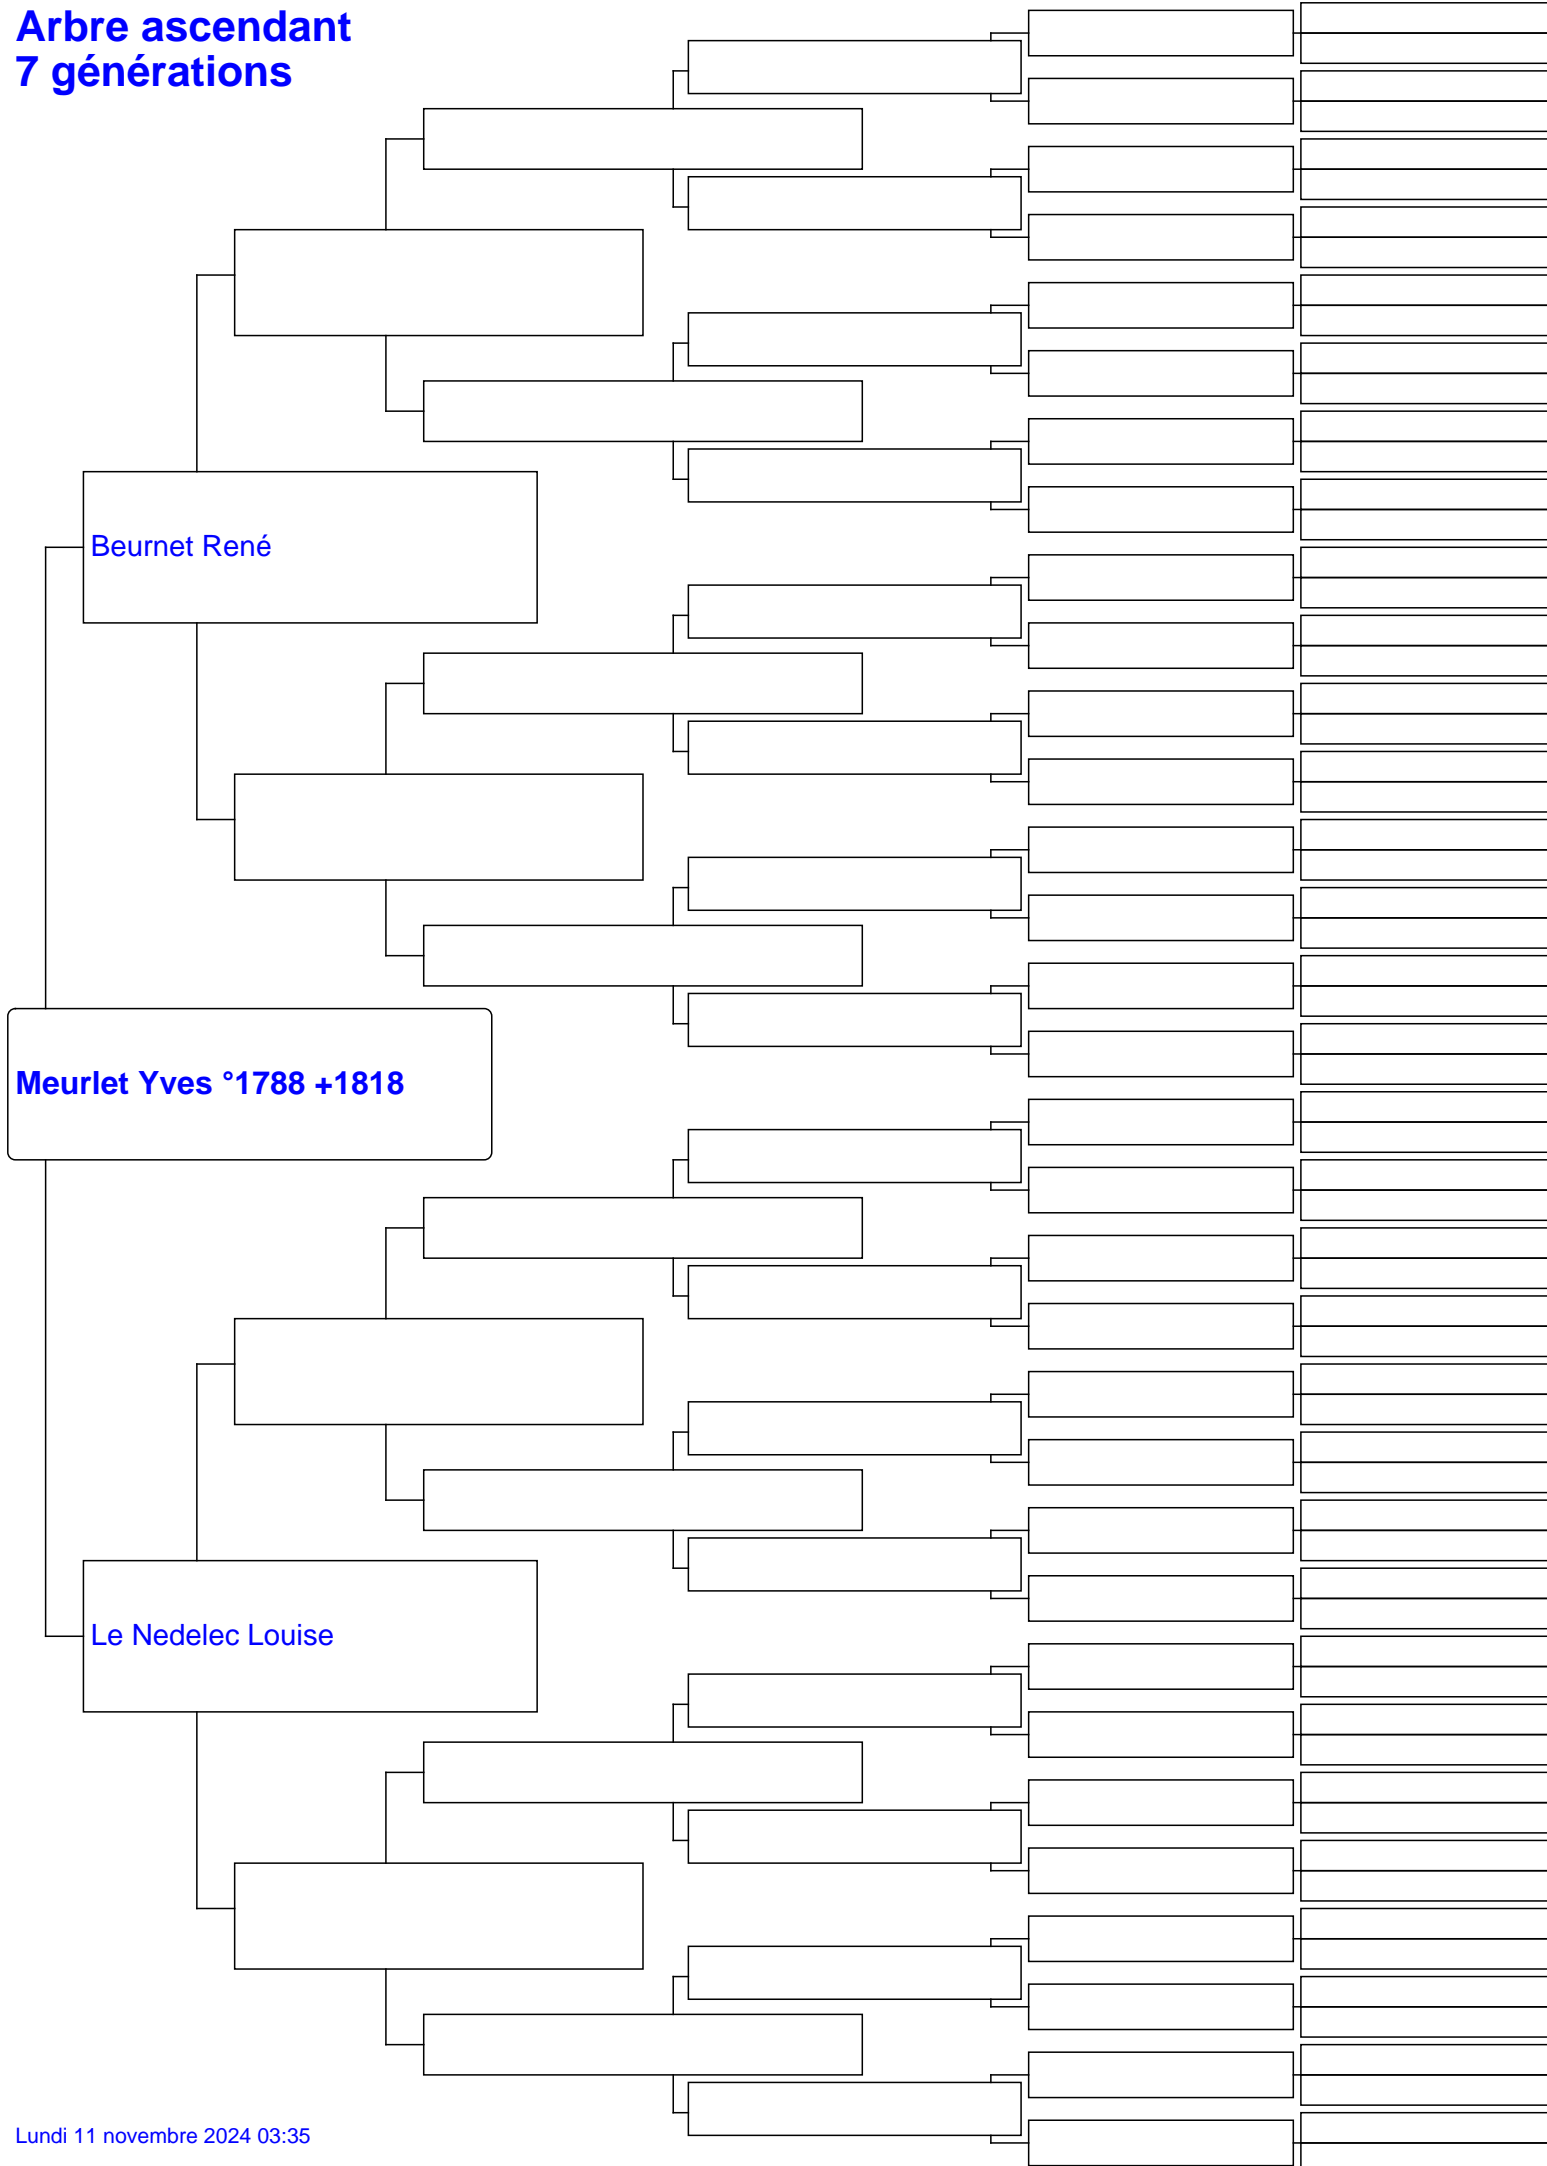 Arbre ascendant
7 générations
Beurnet René
Meurlet Yves °1788 +1818
Le Nedelec Louise
Lundi 11 novembre 2024 03:35